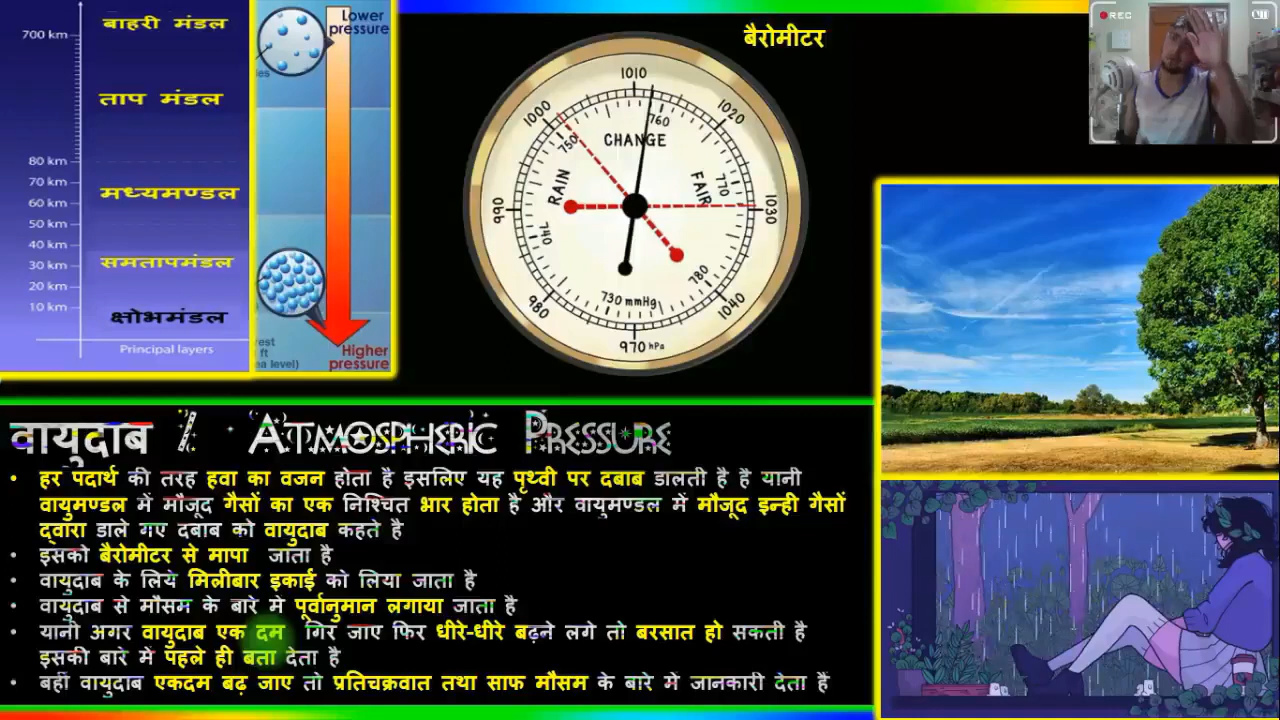 बाहरी मंडल
700 km
ताप मंडल
80 km
70 km
मध्यमण्डल
60 km
50 km
40 km
समतापमंडल
30 km
20 km
10 km
क्षोभमंडल
Principal layers
Lower
pressure
Higher
pressure
ft
level)
बैरोमीटर
1010
1000
1020
760
750
CHANGE
RAIN
FAIR
770
990
1030
740
780
980
730 mmHg
1040
970 hPa
REC
वायुदाब / Atmospheric Pressure
• हर पदार्थ की तरह हवा का वजन होता है इसलिए यह पृथ्वी पर दबाब डालती है है यानी
वायुमण्डल में मौजूद गैसों का एक निश्चित भार होता है और वायुमण्डल में मौजूद इन्ही गैसों
द्वारा डाले गए दबाब को वायुदाब कहते है
• इसको बैरोमीटर से मापा जाता है
• वायुदाब के लिये मिलीबार इकाई को लिया जाता है
• वायुदाब से मौसम के बारे में पूर्वानुमान लगाया जाता है
• यानी अगर वायुदाब एक दम गिर जाए फिर धीरे-धीरे बढ़ने लगे तो बरसात हो सकती है
इसकी बारे में पहले ही बता देता है
• बहीं वायुदाब एकदम बढ़ जाए तो प्रतिचक्रवात तथा साफ मौसम के बारे में जानकारी देता है